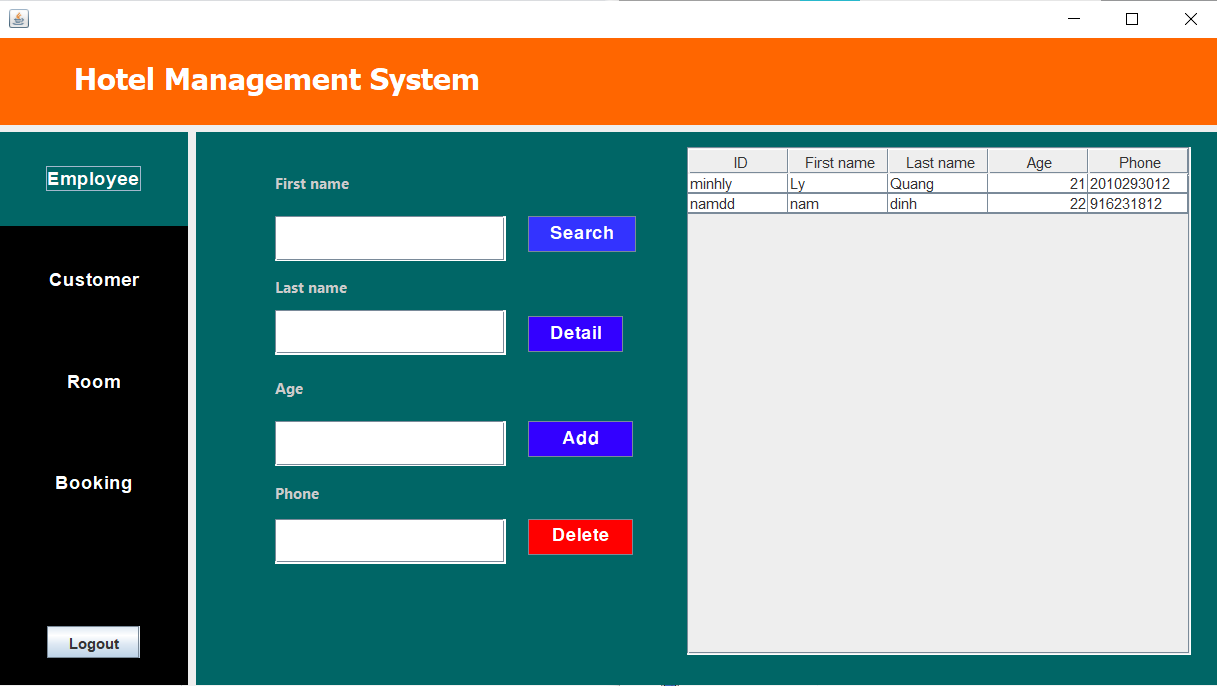 Hotel Management System
Employee
Customer
Room
Booking
Logout
First name
Search
Last name
Detail
Age
Add
Phone
Delete
ID First name Last name Age Phone
minhly Ly Quang 21 2010293012
namdd nam dinh 22 916231812